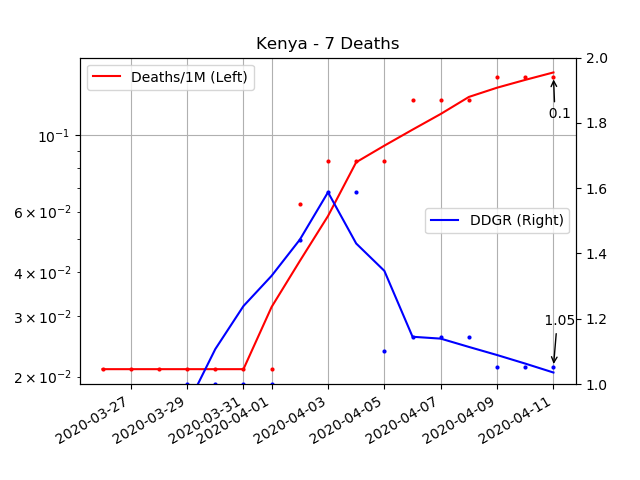 Kenya - 7 Deaths
Deaths/1M (Left)
DDGR (Right)
0.1
1.05
10⁻¹
6 × 10⁻²
4 × 10⁻²
3 × 10⁻²
2 × 10⁻²
2.0
1.8
1.6
1.4
1.2
1.0
2020-03-27
2020-03-29
2020-03-31
2020-04-01
2020-04-03
2020-04-05
2020-04-07
2020-04-09
2020-04-11